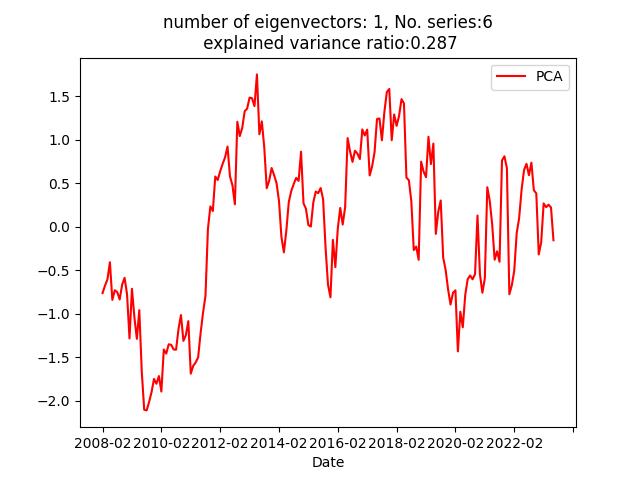 number of eigenvectors: 1, No. series:6
explained variance ratio:0.287
PCA
1.5
1.0
0.5
0.0
−0.5
−1.0
−1.5
−2.0
2008-02 2010-02 2012-02 2014-02 2016-02 2018-02 2020-02 2022-02
Date